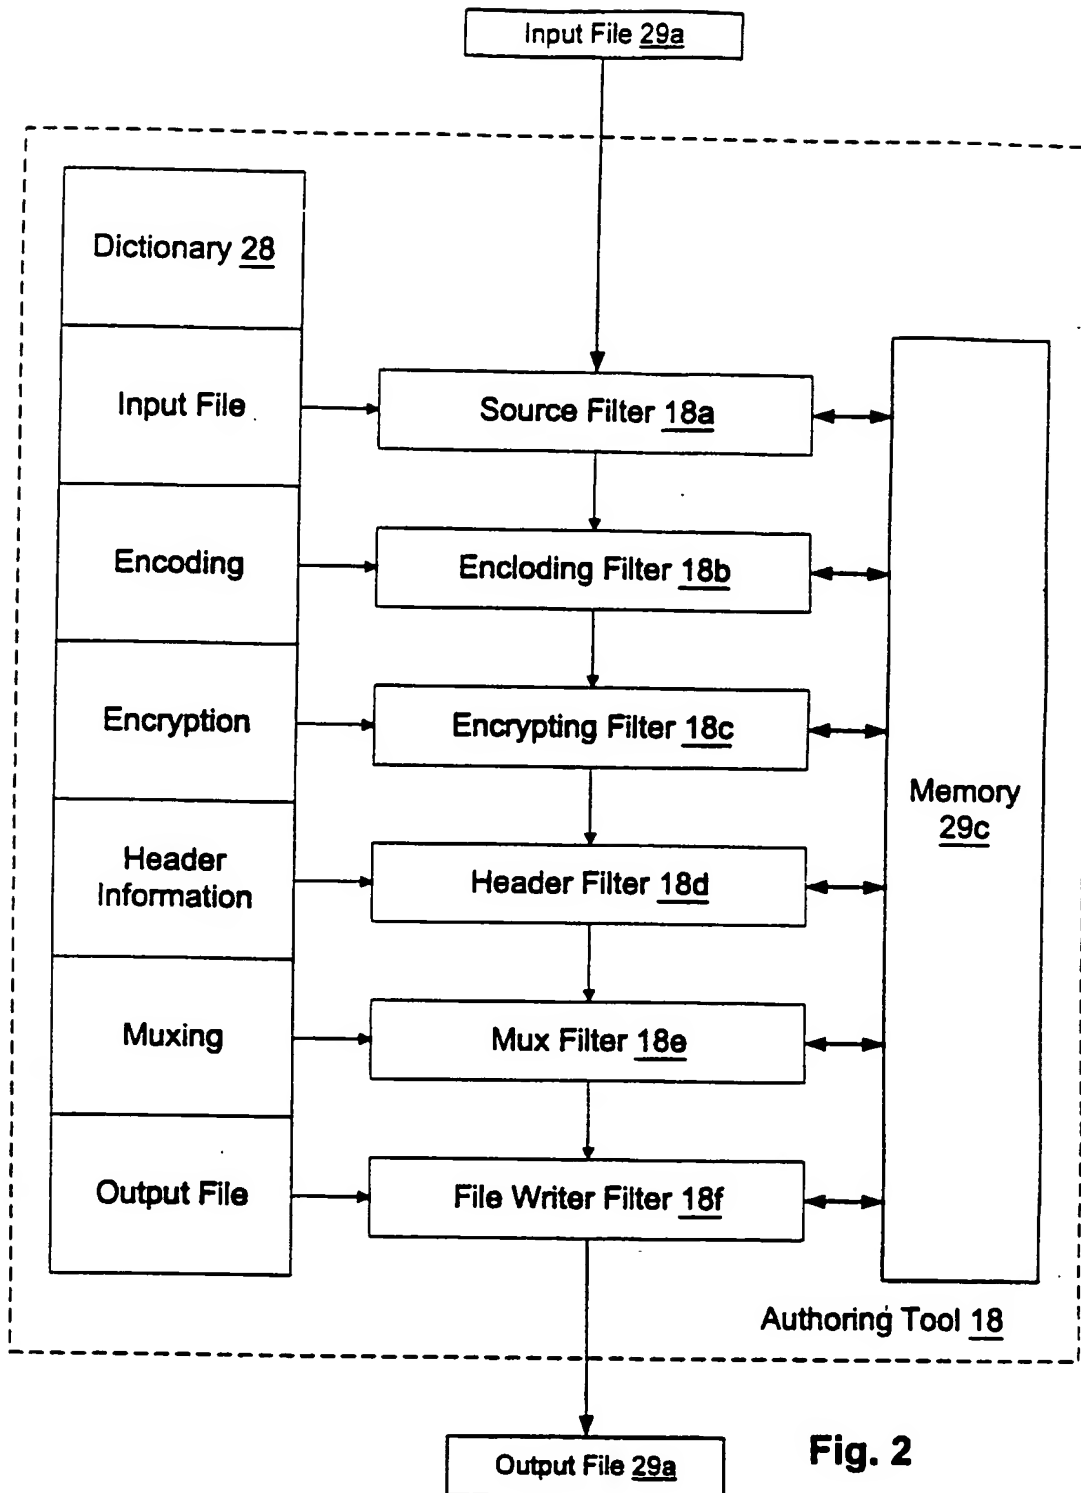 Input File 29a
Dictionary 28
Input File
Source Filter 18a
Encoding
Encloding Filter 18b
Encryption
Encrypting Filter 18c
Memory
29c
Header
Information
Header Filter 18d
Muxing
Mux Filter 18e
Output File
File Writer Filter 18f
Authoring Tool 18
Output File 29a
Fig. 2